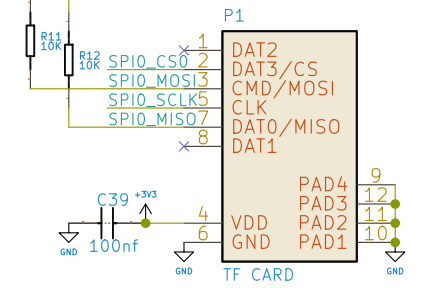 P1
R11
10K
R12
10K
1 DAT2
SPI0_CS0 2 DAT3/CS
SPI0_MOSI 3 CMD/MOSI
SPI0_SCLK 5 CLK
SPI0_MISO 7 DAT0/MISO
8 DAT1
PAD4 9
PAD3 12
C39 +3V3
4 VDD PAD2 11
100nf 6 GND PAD1 10
GND
GND
GND
TF CARD